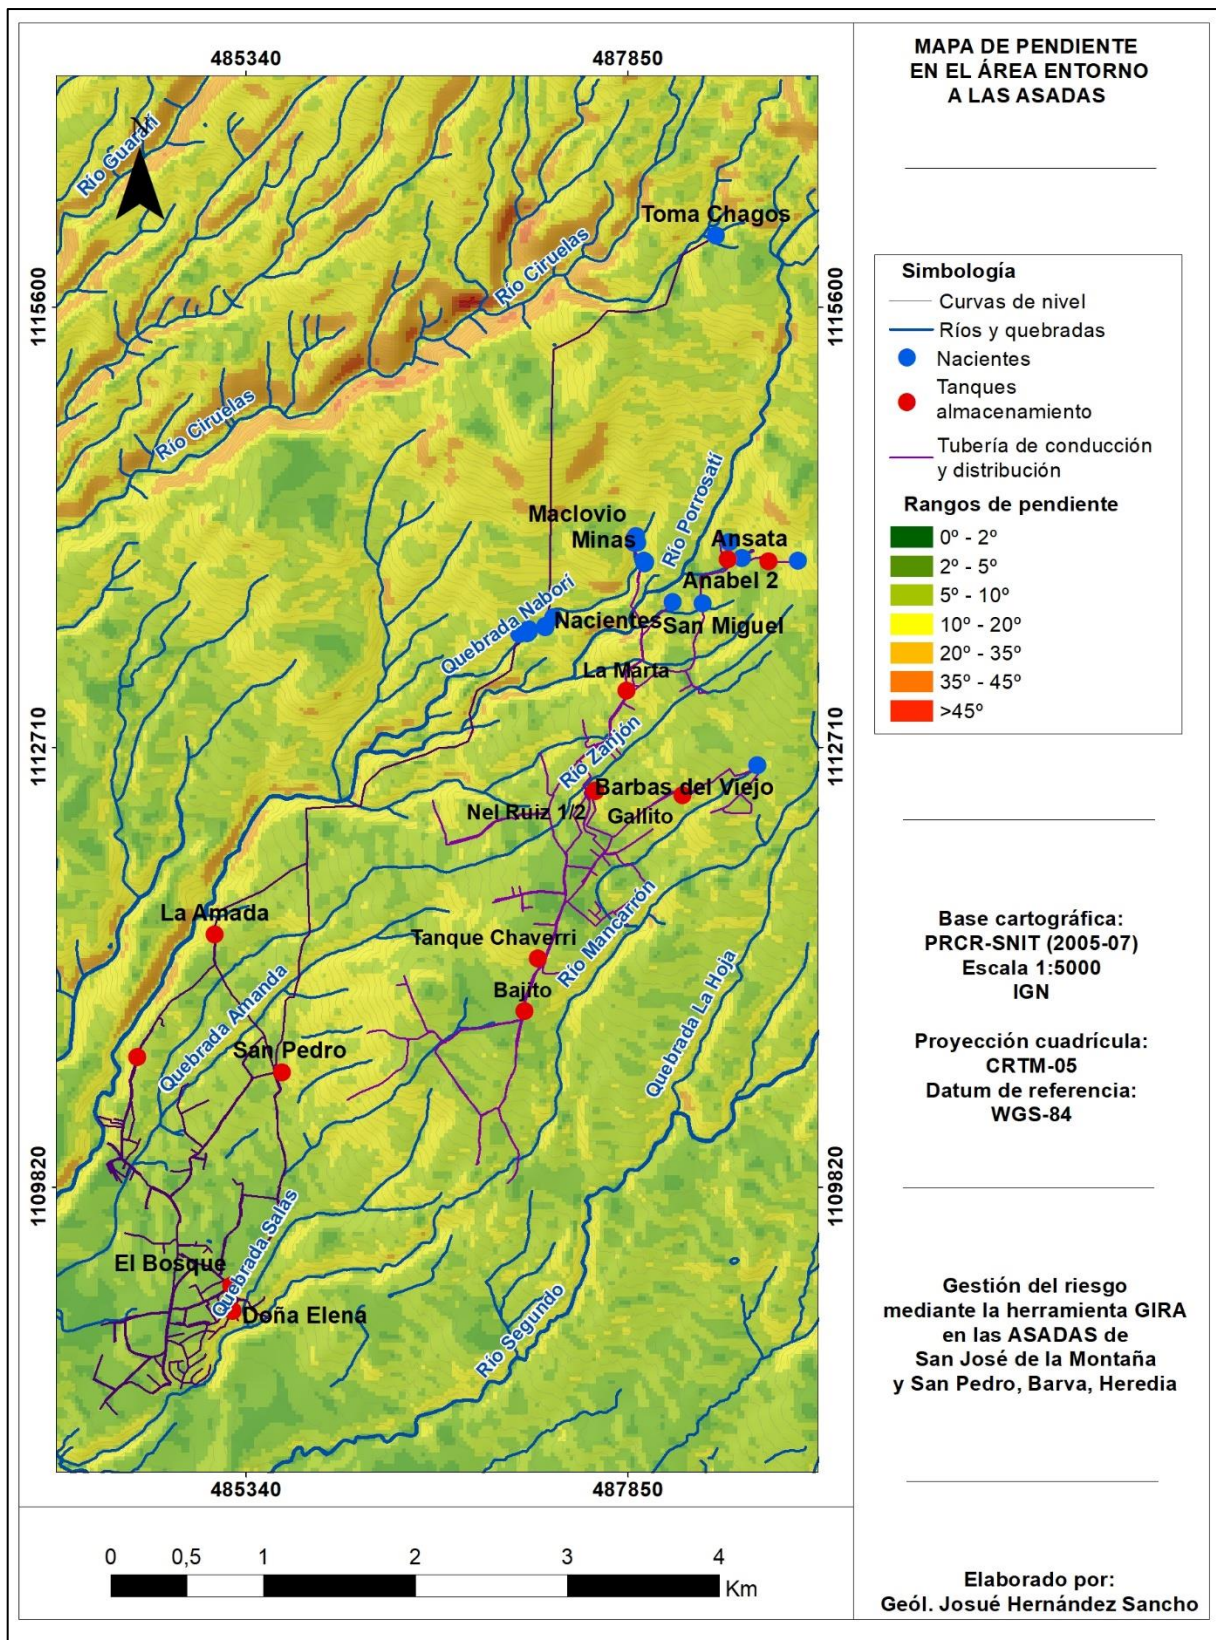 485340
487850
1115600
1115600
1112710
1112710
1109820
1109820
485340
487850
N
Río Guararí
Toma Chagos
Río Ciruelas
Río Ciruelas
Maclovio
Minas
Río Porrosatí
Ansata
Anabel 2
Nacientes
San Miguel
Quebrada Naborí
La Marta
Río Zanjón
Barbas del Viejo
Nel Ruiz 1/2
Gallito
La Amada
Tanque Chaverri
Río Mancarrón
Bajito
Quebrada La Hoja
Quebrada Amanda
San Pedro
Quebrada Salas
El Bosque
Doña Elena
Río Segundo
0 0,5 1 2 3 4
Km
MAPA DE PENDIENTE
EN EL ÁREA ENTORNO
A LAS ASADAS
Simbología
Curvas de nivel
Ríos y quebradas
Nacientes
Tanques
almacenamiento
Tubería de conducción
y distribución
Rangos de pendiente
0º - 2º
2º - 5º
5º - 10º
10º - 20º
20º - 35º
35º - 45º
>45º
Base cartográfica:
PRCR-SNIT (2005-07)
Escala 1:5000
IGN
Proyección cuadrícula:
CRTM-05
Datum de referencia:
WGS-84
Gestión del riesgo
mediante la herramienta GIRA
en las ASADAS de
San José de la Montaña
y San Pedro, Barva, Heredia
Elaborado por:
Geól. Josué Hernández Sancho